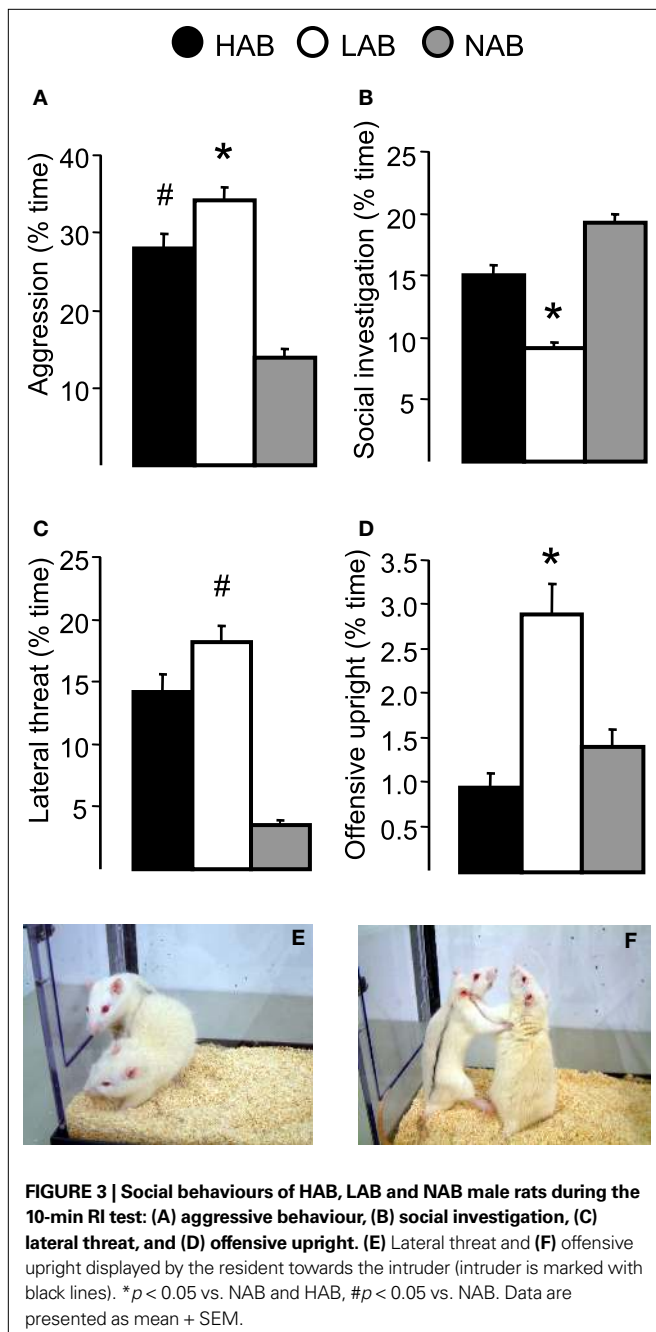 HAB LAB NAB
A
Aggression (% time)
40
30
20
10
#
*
B
Social investigation (% time)
25
20
15
10
5
*
C
Lateral threat (% time)
25
20
15
10
5
#
D
Offensive upright (% time)
3.5
3.0
2.5
2.0
1.5
1.0
0.5
*
E
F
FIGURE 3 | Social behaviours of HAB, LAB and NAB male rats during the
10-min RI test: (A) aggressive behaviour, (B) social investigation, (C)
lateral threat, and (D) offensive upright. (E) Lateral threat and (F) offensive
upright displayed by the resident towards the intruder (intruder is marked with
black lines). *p < 0.05 vs. NAB and HAB, #p < 0.05 vs. NAB. Data are
presented as mean + SEM.